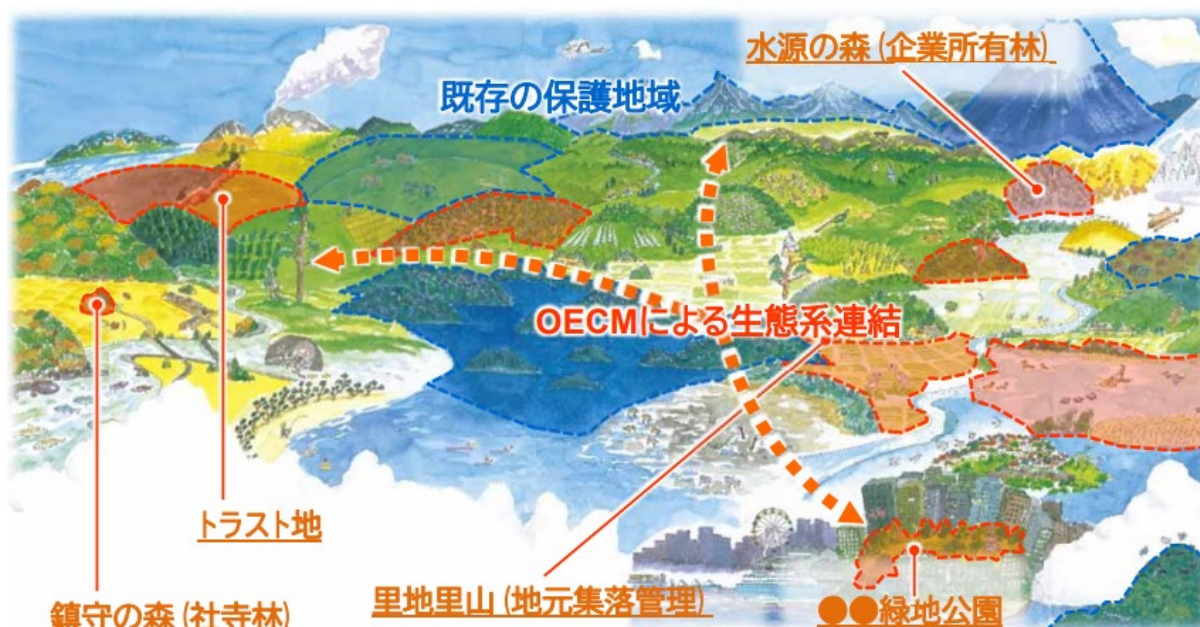 水源の森 (企業所有林)
既存の保護地域
OECMによる生態系連結
トラスト地
鎮守の森 (社寺林)
里地里山 (地元集落管理)
●●緑地公園